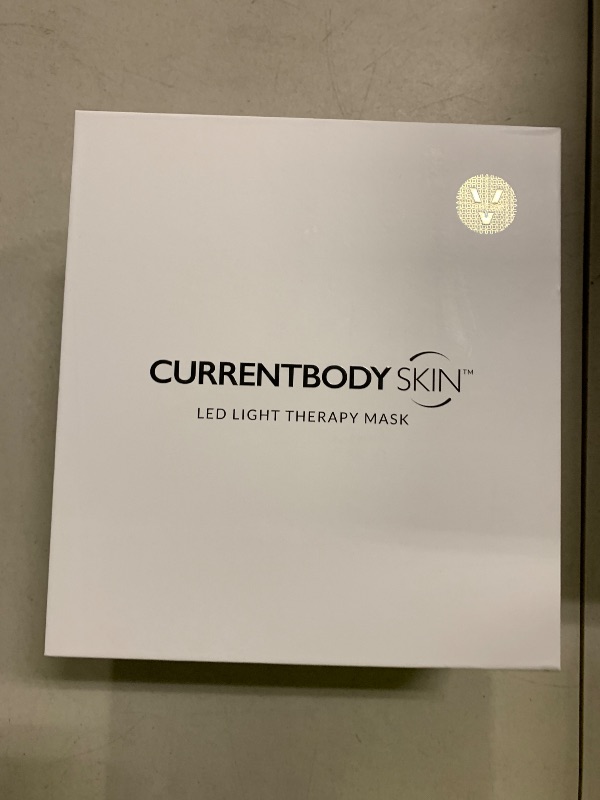 CURRENTBODY SKIN™
LED LIGHT THERAPY MASK